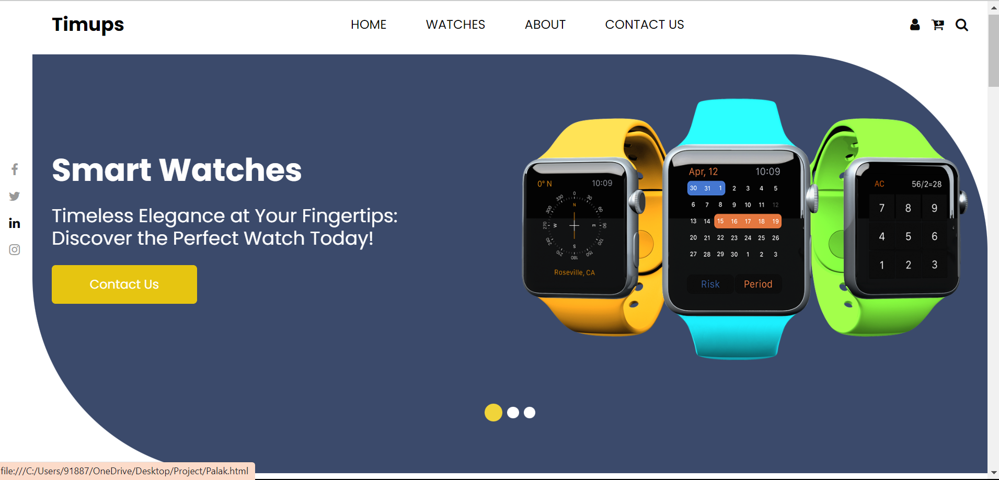 Timups
HOME WATCHES ABOUT CONTACT US
Smart Watches
Timeless Elegance at Your Fingertips:
Discover the Perfect Watch Today!
Contact Us
0° N 10:09
0 30 60 90 120 150 180 210 240 270 300 330
N E S W
Roseville, CA
Apr, 12 10:09
30 31 1 2 3 4 5
6 7 8 9 10 11 12
13 14 15 16 17 18 19
20 21 22 23 24 25 26
27 28 29 30 1 2 3
Risk Period
AC 56/2=28
7 8 9
4 5 6
1 2 3
in
file:///C:/Users/91887/OneDrive/Desktop/Project/Palak.html